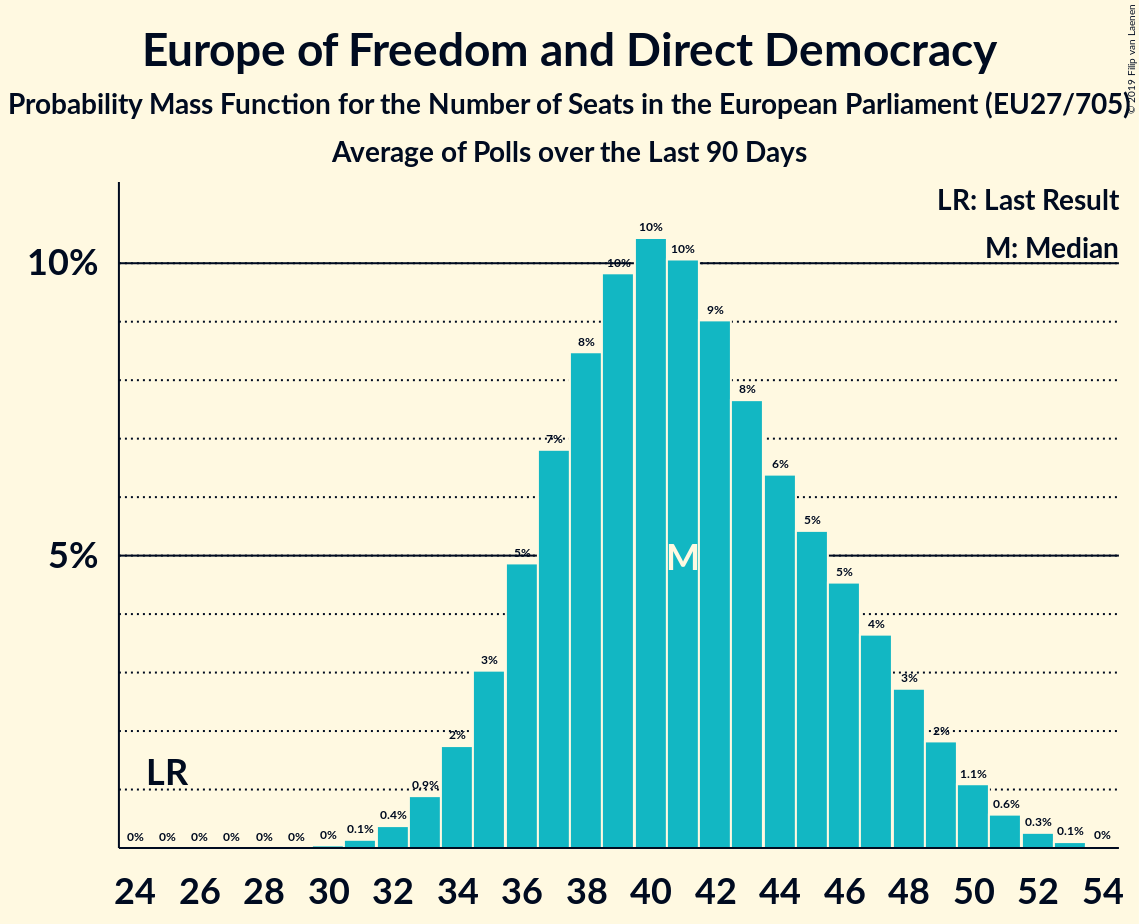 Europe of Freedom and Direct Democracy
Probability Mass Function for the Number of Seats in the European Parliament (EU27/705)
Average of Polls over the Last 90 Days
© 2019 Filip van Laenen
LR: Last Result
M: Median
10%
5%
0% 0% 0% 0% 0% 0% 0% 0.1% 0.4% 0.9% 2% 3% 5% 7% 8% 10% 10% 10% 9% 8% 6% 5% 5% 4% 3% 2% 1.1% 0.6% 0.3% 0.1% 0%
M
LR
24 26 28 30 32 34 36 38 40 42 44 46 48 50 52 54